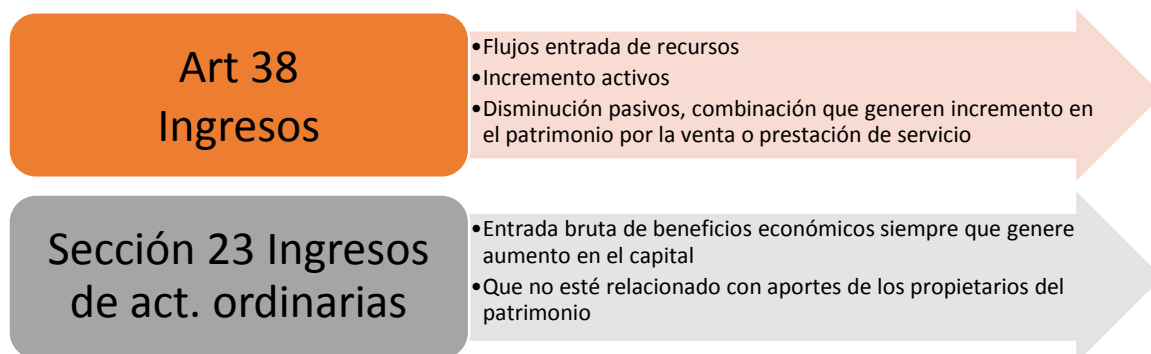 Art 38
Ingresos
•Flujos entrada de recursos
•Incremento activos
•Disminución pasivos, combinación que generen incremento en
el patrimonio por la venta o prestación de servicio
Sección 23 Ingresos
de act. ordinarias
•Entrada bruta de beneficios económicos siempre que genere
aumento en el capital
•Que no esté relacionado con aportes de los propietarios del
patrimonio